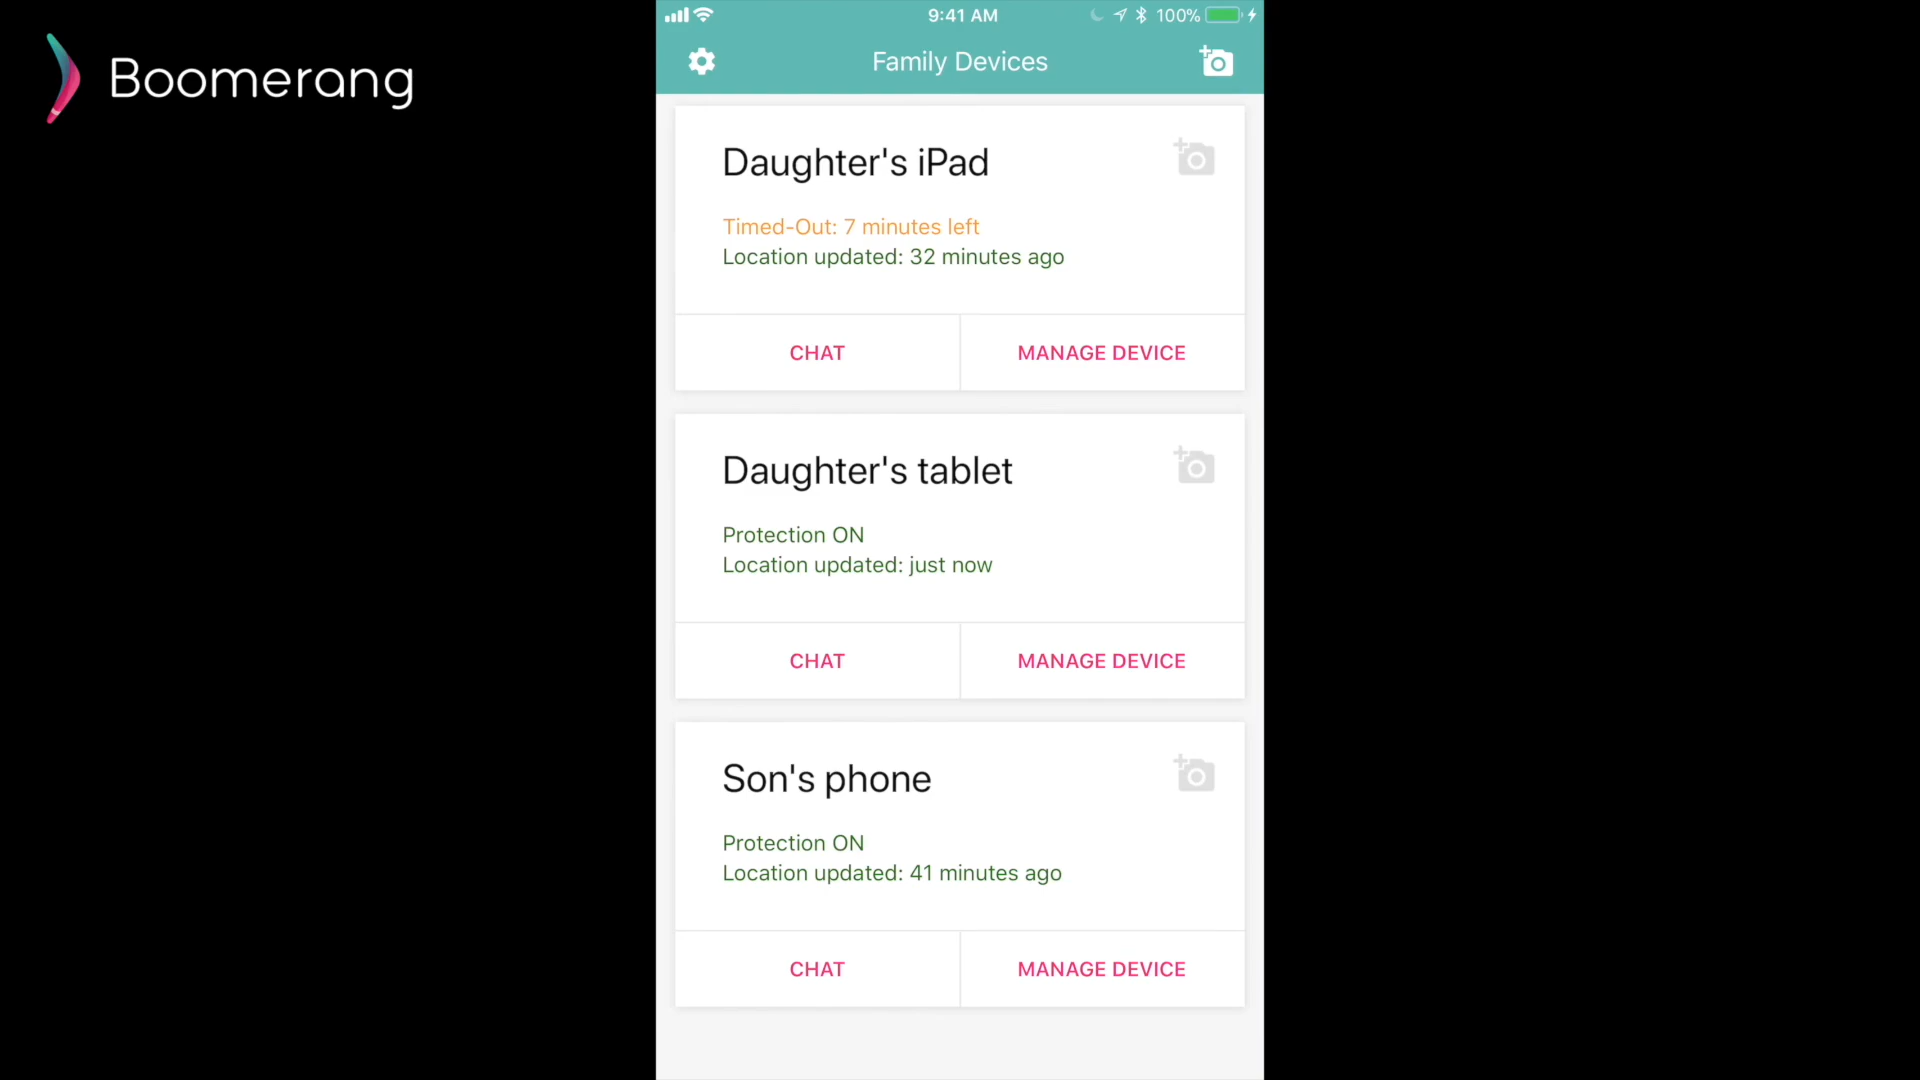 Boomerang
9:41 AM
100%
Family Devices
Daughter's iPad
Timed-Out: 7 minutes left
Location updated: 32 minutes ago
CHAT
MANAGE DEVICE
Daughter's tablet
Protection ON
Location updated: just now
CHAT
MANAGE DEVICE
Son's phone
Protection ON
Location updated: 41 minutes ago
CHAT
MANAGE DEVICE